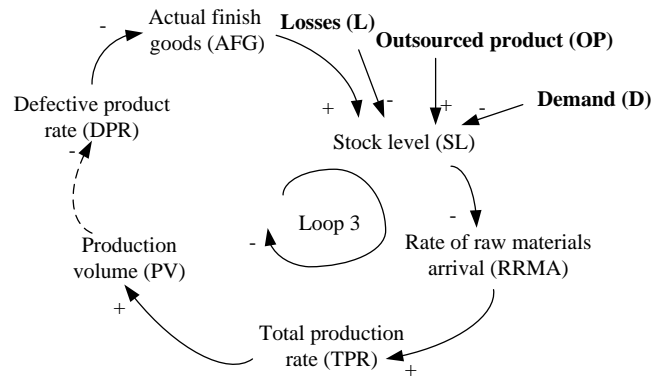 Actual finish
goods (AFG)
Losses (L)
Outsourced product (OP)
Demand (D)
-
+
-
+
-
Defective product
rate (DPR)
Stock level (SL)
-
Loop 3
-
-
Production
volume (PV)
Rate of raw materials
arrival (RRMA)
+
Total production
rate (TPR)
+